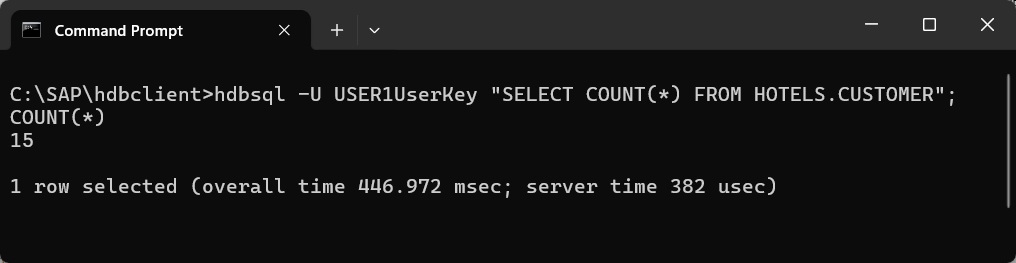 Command Prompt
C:\SAP\hdbclient>hdbsql -U USER1UserKey "SELECT COUNT(*) FROM HOTELS.CUSTOMER";
COUNT(*)
15
1 row selected (overall time 446.972 msec; server time 382 usec)